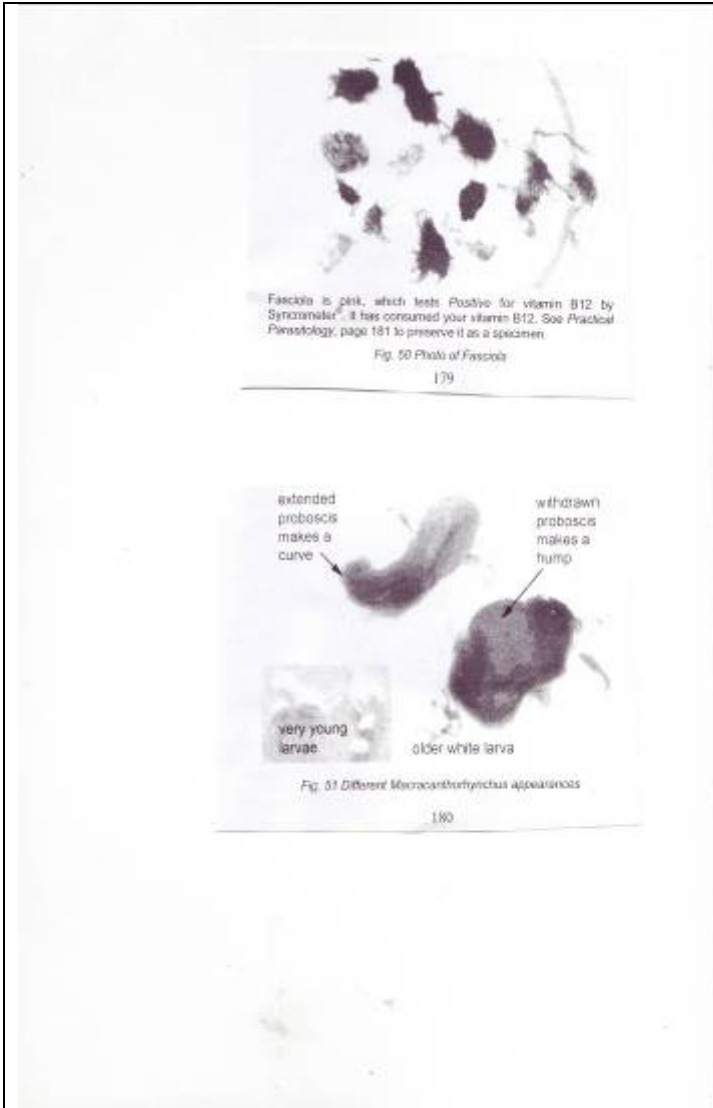 Fasciola is pink, which tests Positive for vitamin B12 by
Syncrometer®. It has consumed your vitamin B12. See Practical
Parasitology, page 181 to preserve it as a specimen.
Fig. 50 Photo of Fasciola
179
extended
proboscis
makes a
curve
withdrawn
proboscis
makes a
hump
very young
larvae
older white larva
Fig. 51 Different Macracanthorhynchus appearances
180